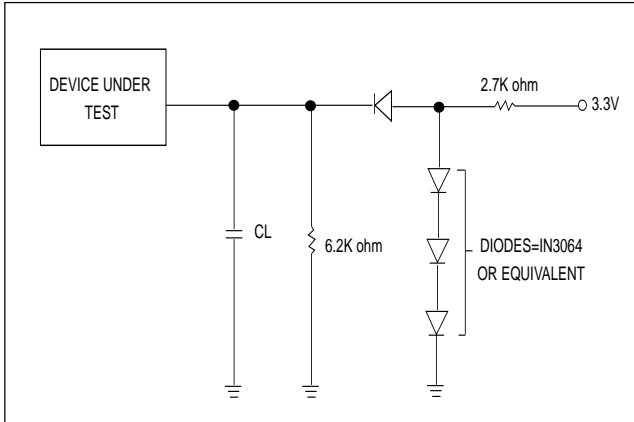 DEVICE UNDER
TEST
2.7K ohm
3.3V
CL
6.2K ohm
DIODES=IN3064
OR EQUIVALENT